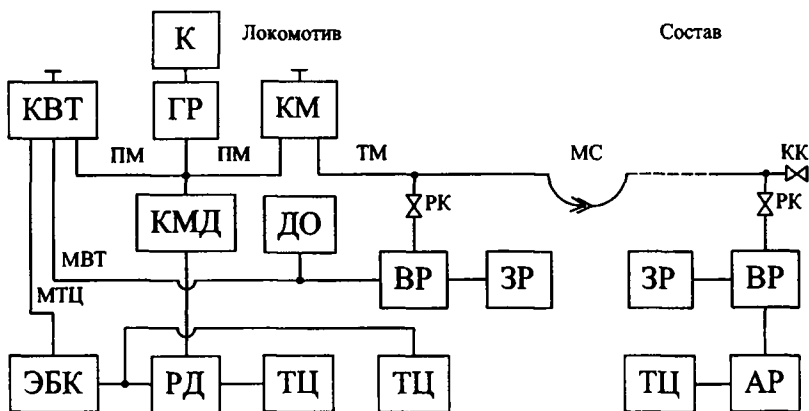 К Локомотив Состав
КВТ ГР КМ
ПМ ПМ ТМ МС КК
РК РК
КМД ДО
МВТ ВР ЗР ЗР ВР
МТЦ
ЭБК РД ТЦ ТЦ ТЦ АР